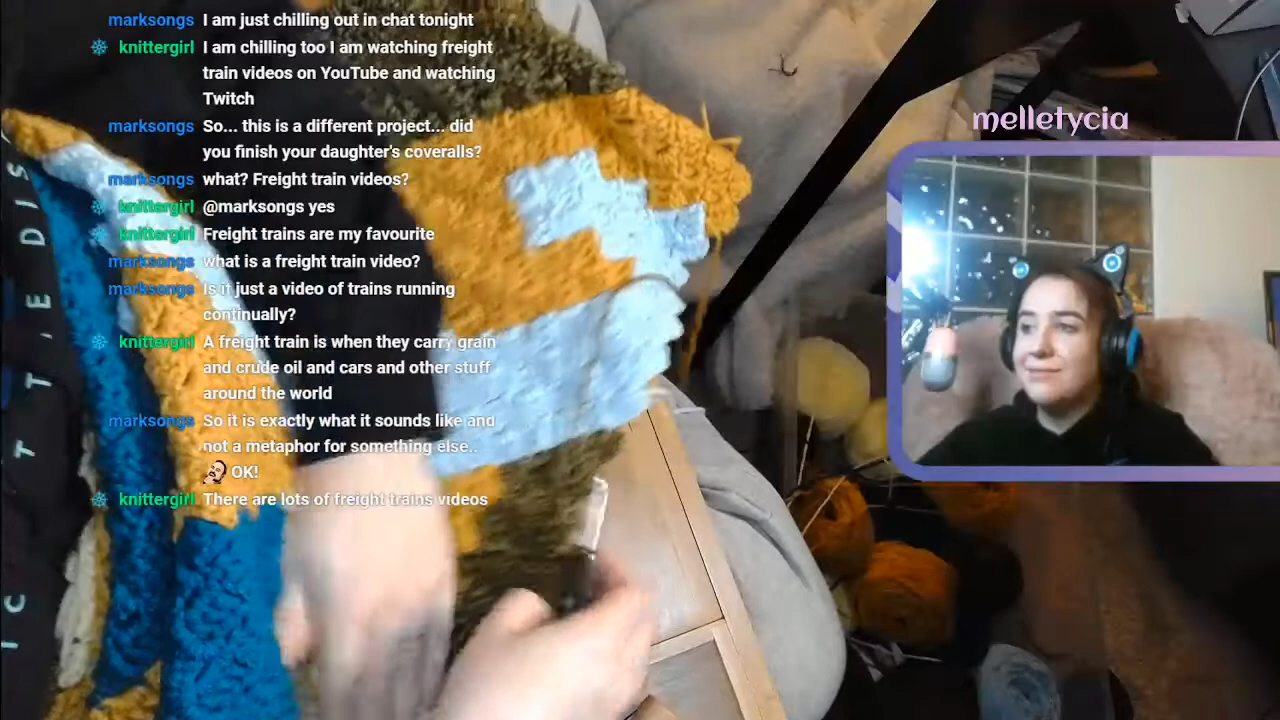 marksongs I am just chilling out in chat tonight
knittergirl I am chilling too I am watching freight
train videos on YouTube and watching
Twitch
marksongs So... this is a different project... did
you finish your daughter's coveralls?
marksongs what? Freight train videos?
knittergirl @marksongs yes
knittergirl Freight trains are my favourite
marksongs what is a freight train video?
marksongs Is it just a video of trains running
continually?
knittergirl A freight train is when they carry grain
and crude oil and cars and other stuff
around the world
marksongs So it is exactly what it sounds like and
not a metaphor for something else..
OK!
knittergirl There are lots of freight trains videos
melletycia